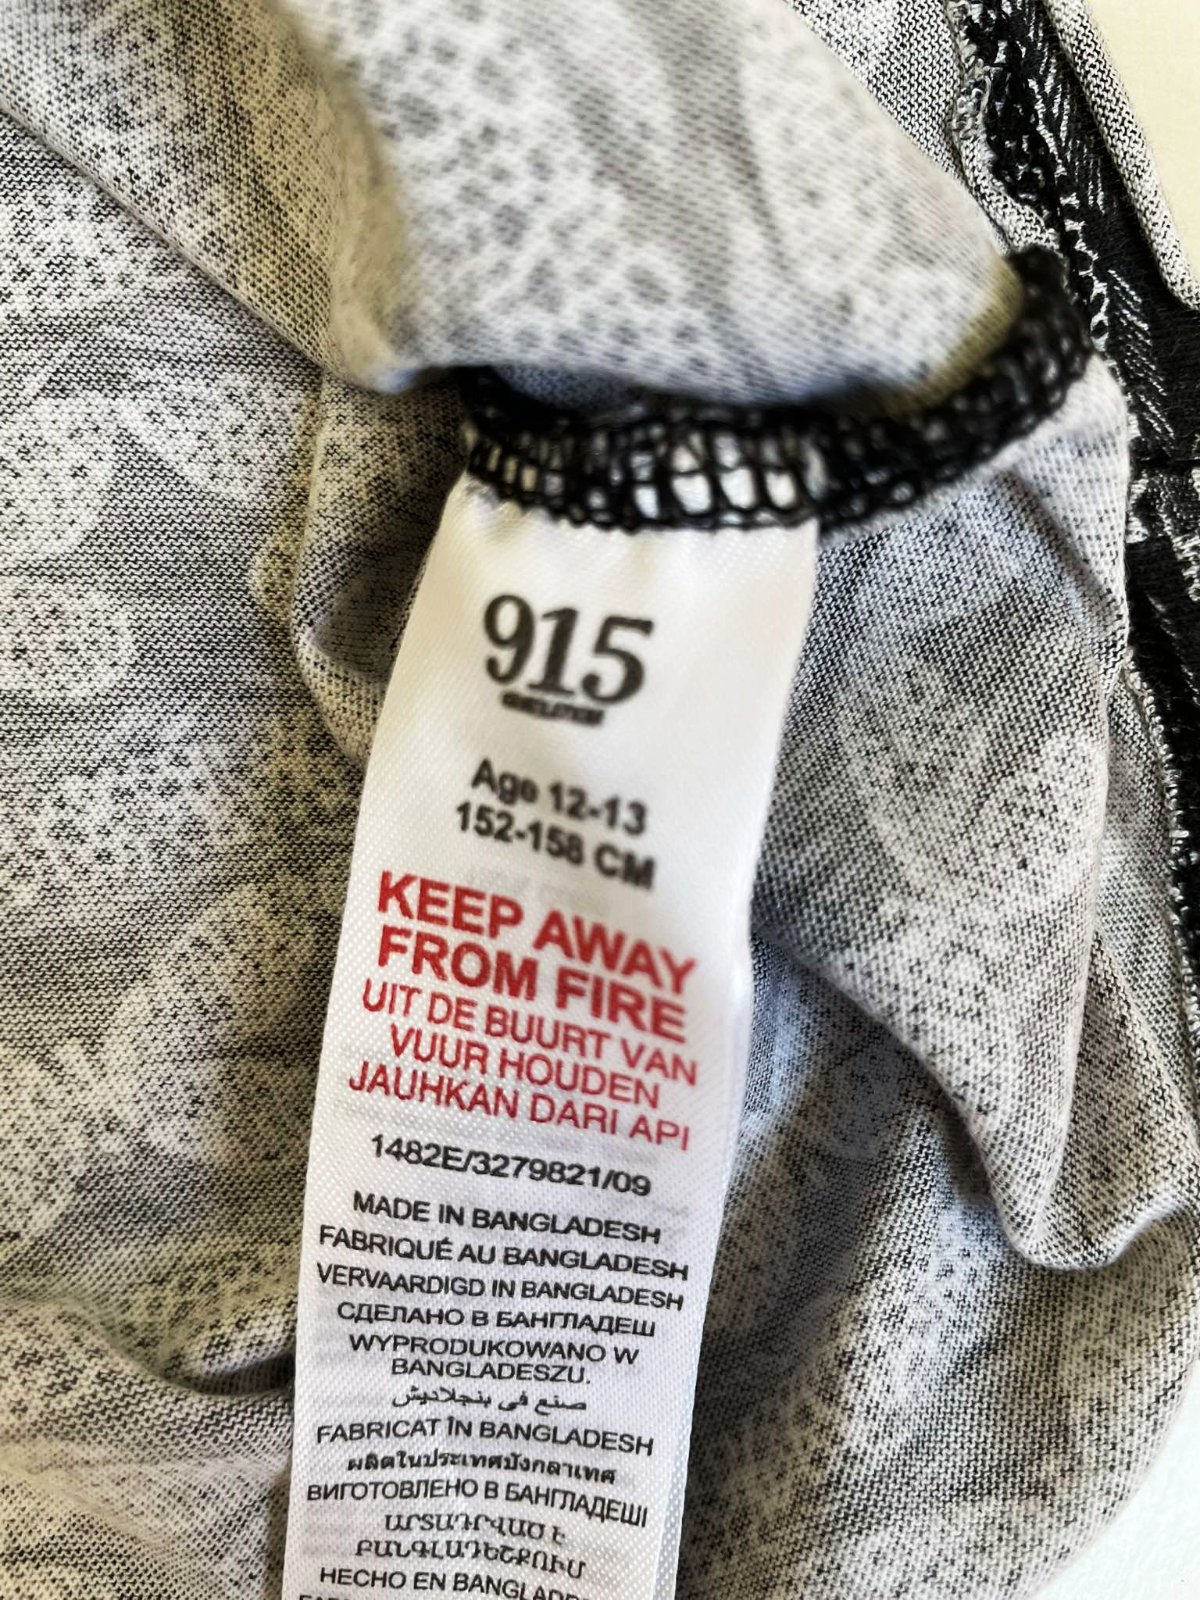 915
GENERATION
Age 12-13
152-158 CM
KEEP AWAY
FROM FIRE
UIT DE BUURT VAN
VUUR HOUDEN
JAUHKAN DARI API
1482E/3279821/09
MADE IN BANGLADESH
FABRIQUÉ AU BANGLADESH
VERVAARDIGD IN BANGLADESH
СДЕЛАНО В БАНГЛАДЕШ
WYPRODUKOWANO W
BANGLADESZU.
صنع في بنجلاديش
FABRICAT ÎN BANGLADESH
ผลิตในประเทศบังกลาเทศ
ВИГОТОВЛЕНО В БАНГЛАДЕШІ
ԱՐՏԱԴՐՎԱԾ Է
ԲԱՆԳԼԱԴԵՇՔՈՒՄ
HECHO EN BANGLADE